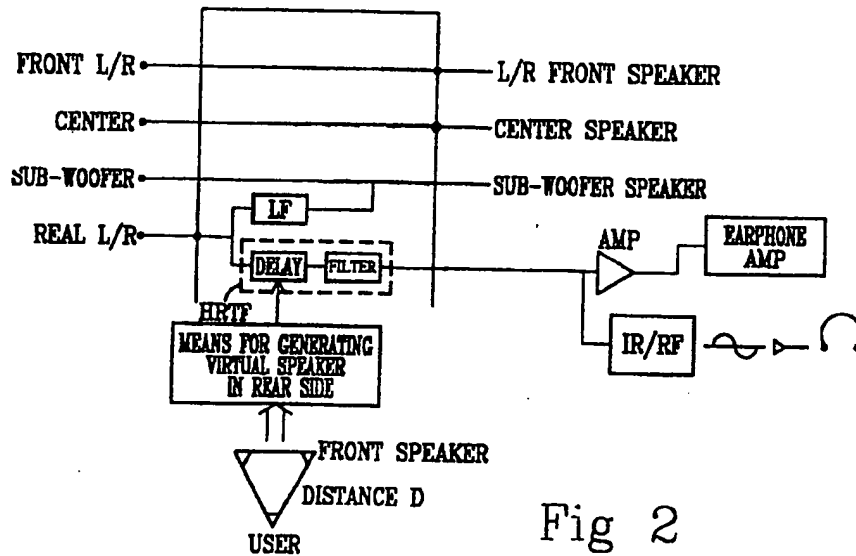 FRONT L/R
L/R FRONT SPEAKER
CENTER
CENTER SPEAKER
SUB-WOOFER
SUB-WOOFER SPEAKER
LF
REAL L/R
AMP
EARPHONE
AMP
DELAY
FILTER
HRTF
IR/RF
MEANS FOR GENERATING
VIRTUAL SPEAKER
IN REAR SIDE
FRONT SPEAKER
DISTANCE D
USER
Fig 2